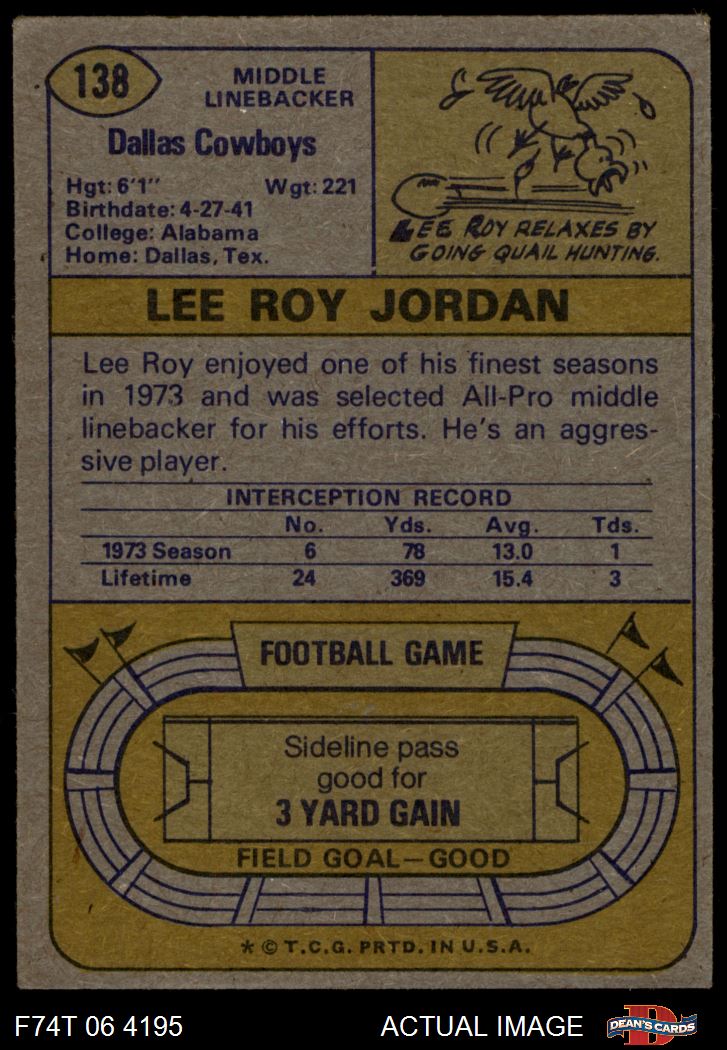 138
MIDDLE
LINEBACKER
Dallas Cowboys
Hgt: 6'1" Wgt: 221
Birthdate: 4-27-41
College: Alabama
Home: Dallas, Tex.
LEE ROY RELAXES BY
GOING QUAIL HUNTING.
LEE ROY JORDAN
Lee Roy enjoyed one of his finest seasons
in 1973 and was selected All-Pro middle
linebacker for his efforts. He's an aggres-
sive player.
INTERCEPTION RECORD
No. Yds. Avg. Tds.
1973 Season 6 78 13.0 1
Lifetime 24 369 15.4 3
FOOTBALL GAME
Sideline pass
good for
3 YARD GAIN
FIELD GOAL—GOOD
* © T.C.G. PRTD. IN U.S.A.
F74T 06 4195 ACTUAL IMAGE DEAN'S CARDS